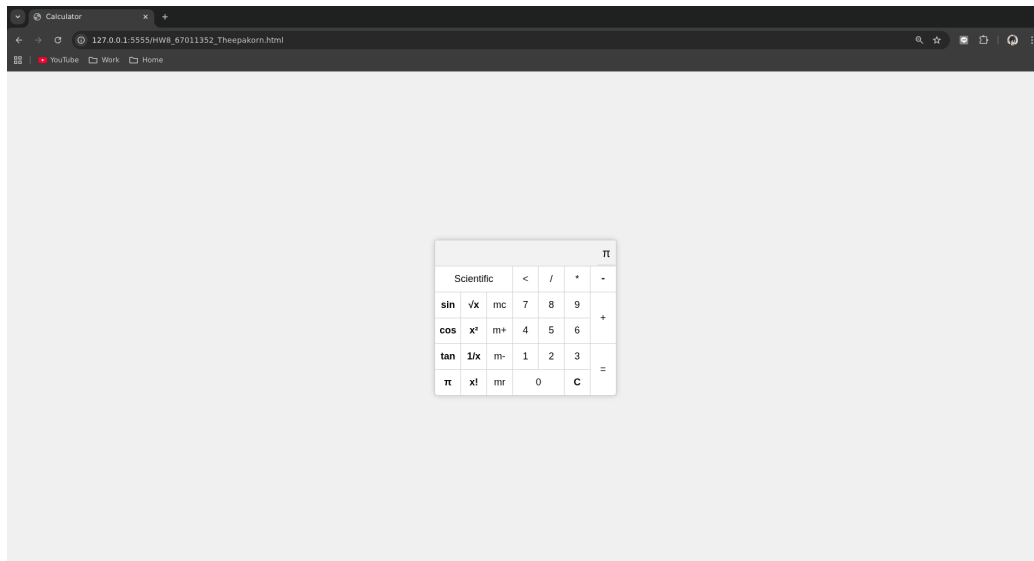 Calculator
127.0.0.1:5555/HW8_67011352_Theepakorn.html
YouTube Work Home
π
Scientific < / * -
sin √x mc 7 8 9 +
cos x² m+ 4 5 6
tan 1/x m- 1 2 3 =
π x! mr 0 C